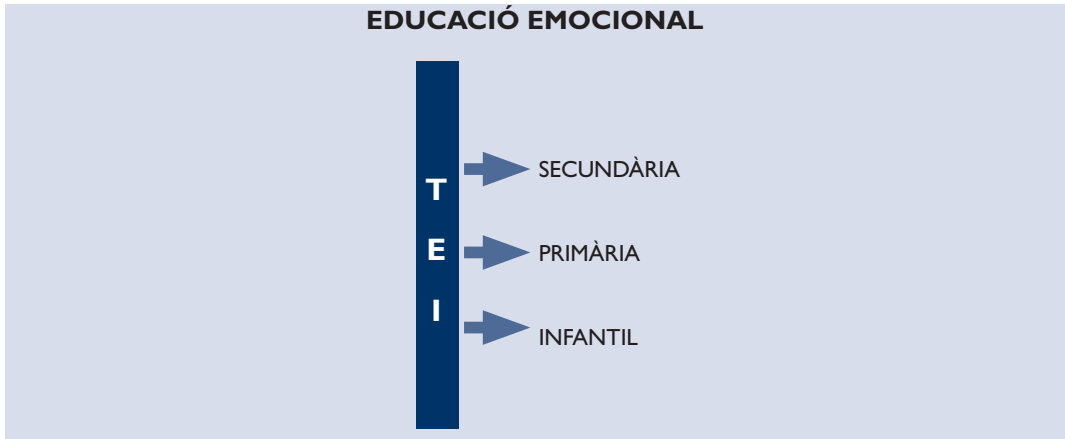 EDUCACIÓ EMOCIONAL
SECUNDÀRIA
T
E
I
PRIMÀRIA
INFANTIL